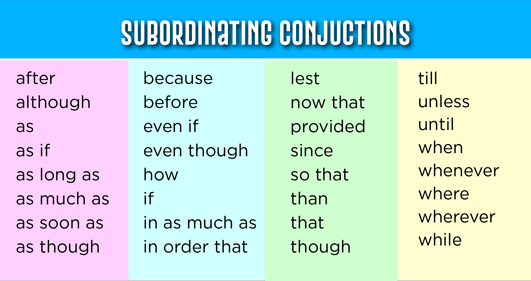 SUBORDINATING CONJUCTIONS
after
although
as
as if
as long as
as much as
as soon as
as though
because
before
even if
even though
how
if
in as much as
in order that
lest
now that
provided
since
so that
than
that
though
till
unless
until
when
whenever
where
wherever
while